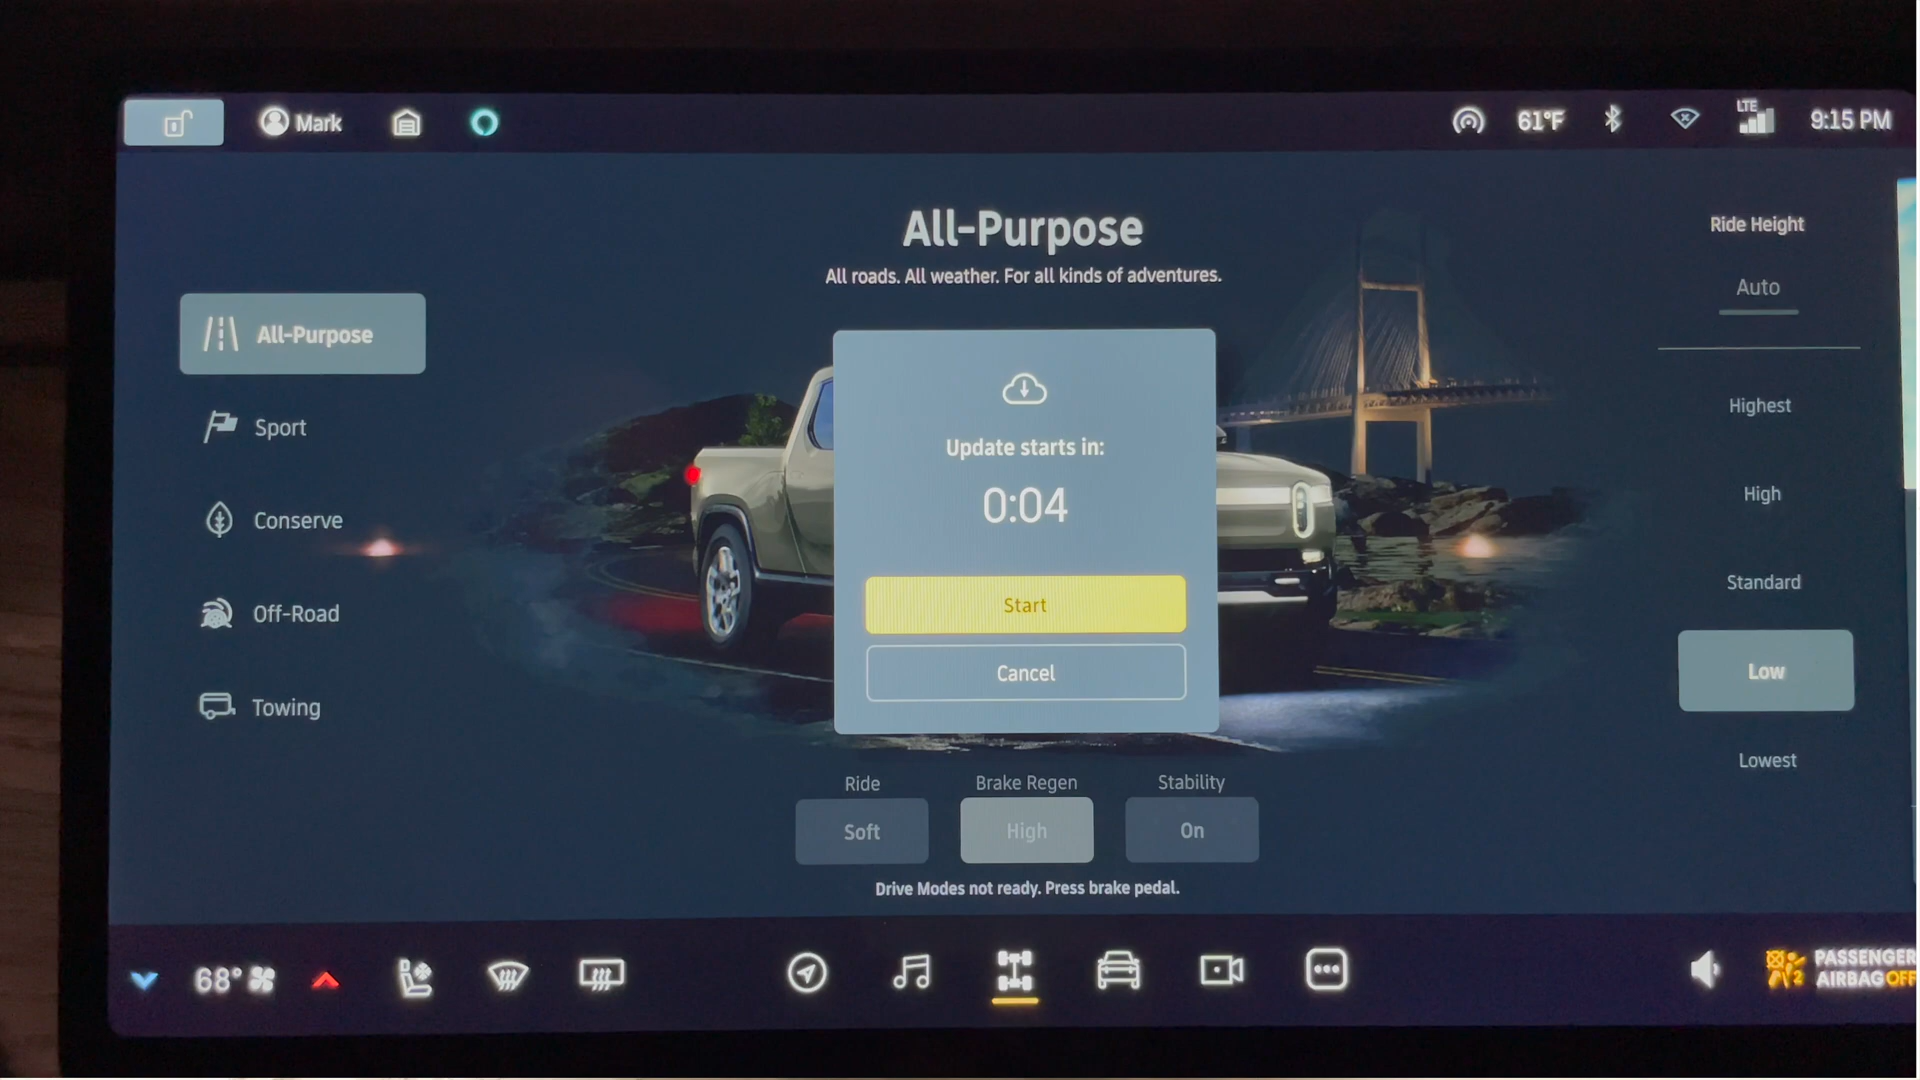 Mark
61°F
LTE
9:15 PM
All-Purpose
All roads. All weather. For all kinds of adventures.
All-Purpose
Sport
Conserve
Off-Road
Towing
Update starts in:
0:04
Start
Cancel
Ride Height
Auto
Highest
High
Standard
Low
Lowest
Ride
Brake Regen
Stability
Soft
High
On
Drive Modes not ready. Press brake pedal.
68°
2
PASSENGER
AIRBAG OFF